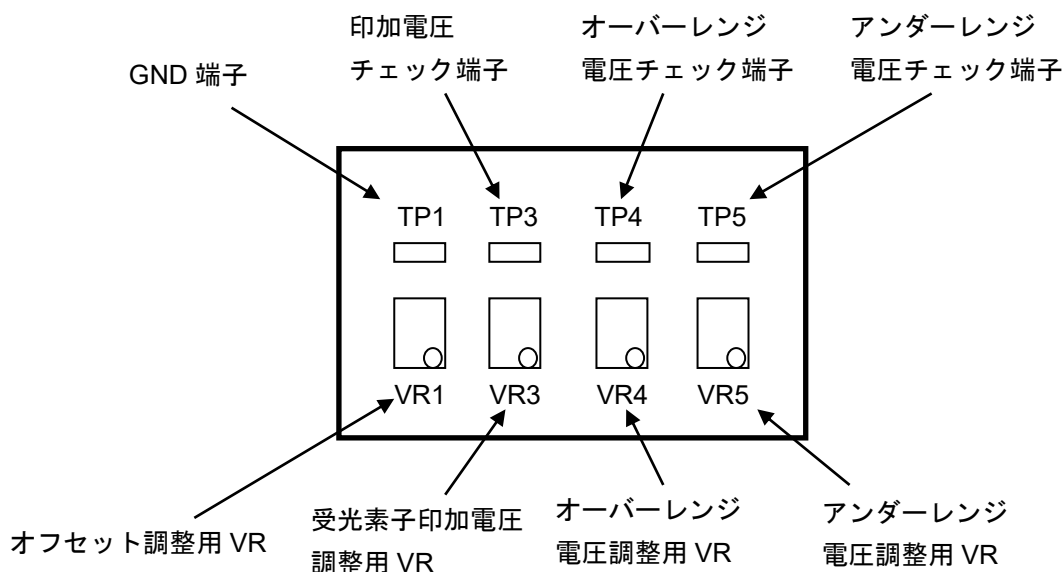 GND 端子
印加電圧
チェック端子
オーバーレンジ
電圧チェック端子
アンダーレンジ
電圧チェック端子
TP1
TP3
TP4
TP5
VR1
VR3
VR4
VR5
オフセット調整用 VR
受光素子印加電圧
調整用 VR
オーバーレンジ
電圧調整用 VR
アンダーレンジ
電圧調整用 VR